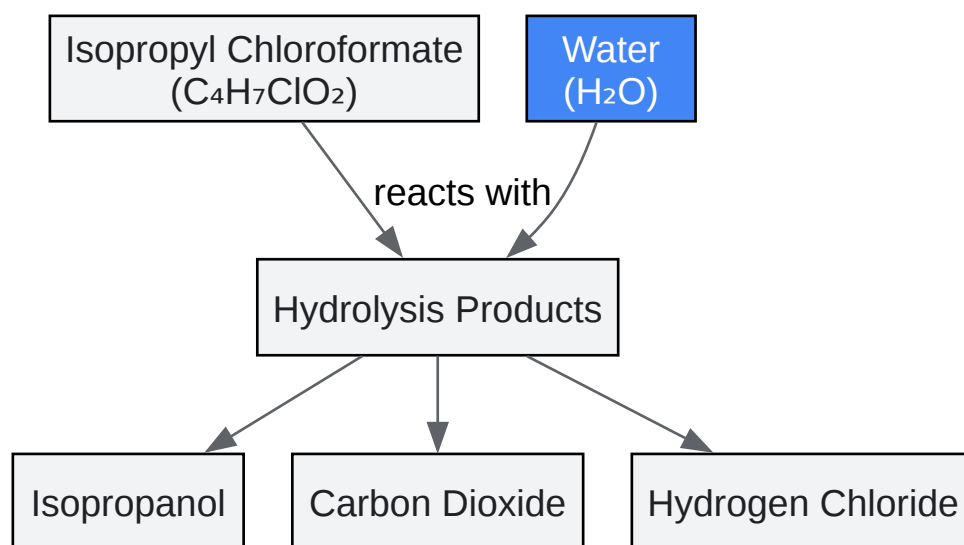 Isopropyl Chloroformate
(C₄H₇ClO₂)
Water
(H₂O)
reacts with
Hydrolysis Products
Isopropanol
Carbon Dioxide
Hydrogen Chloride